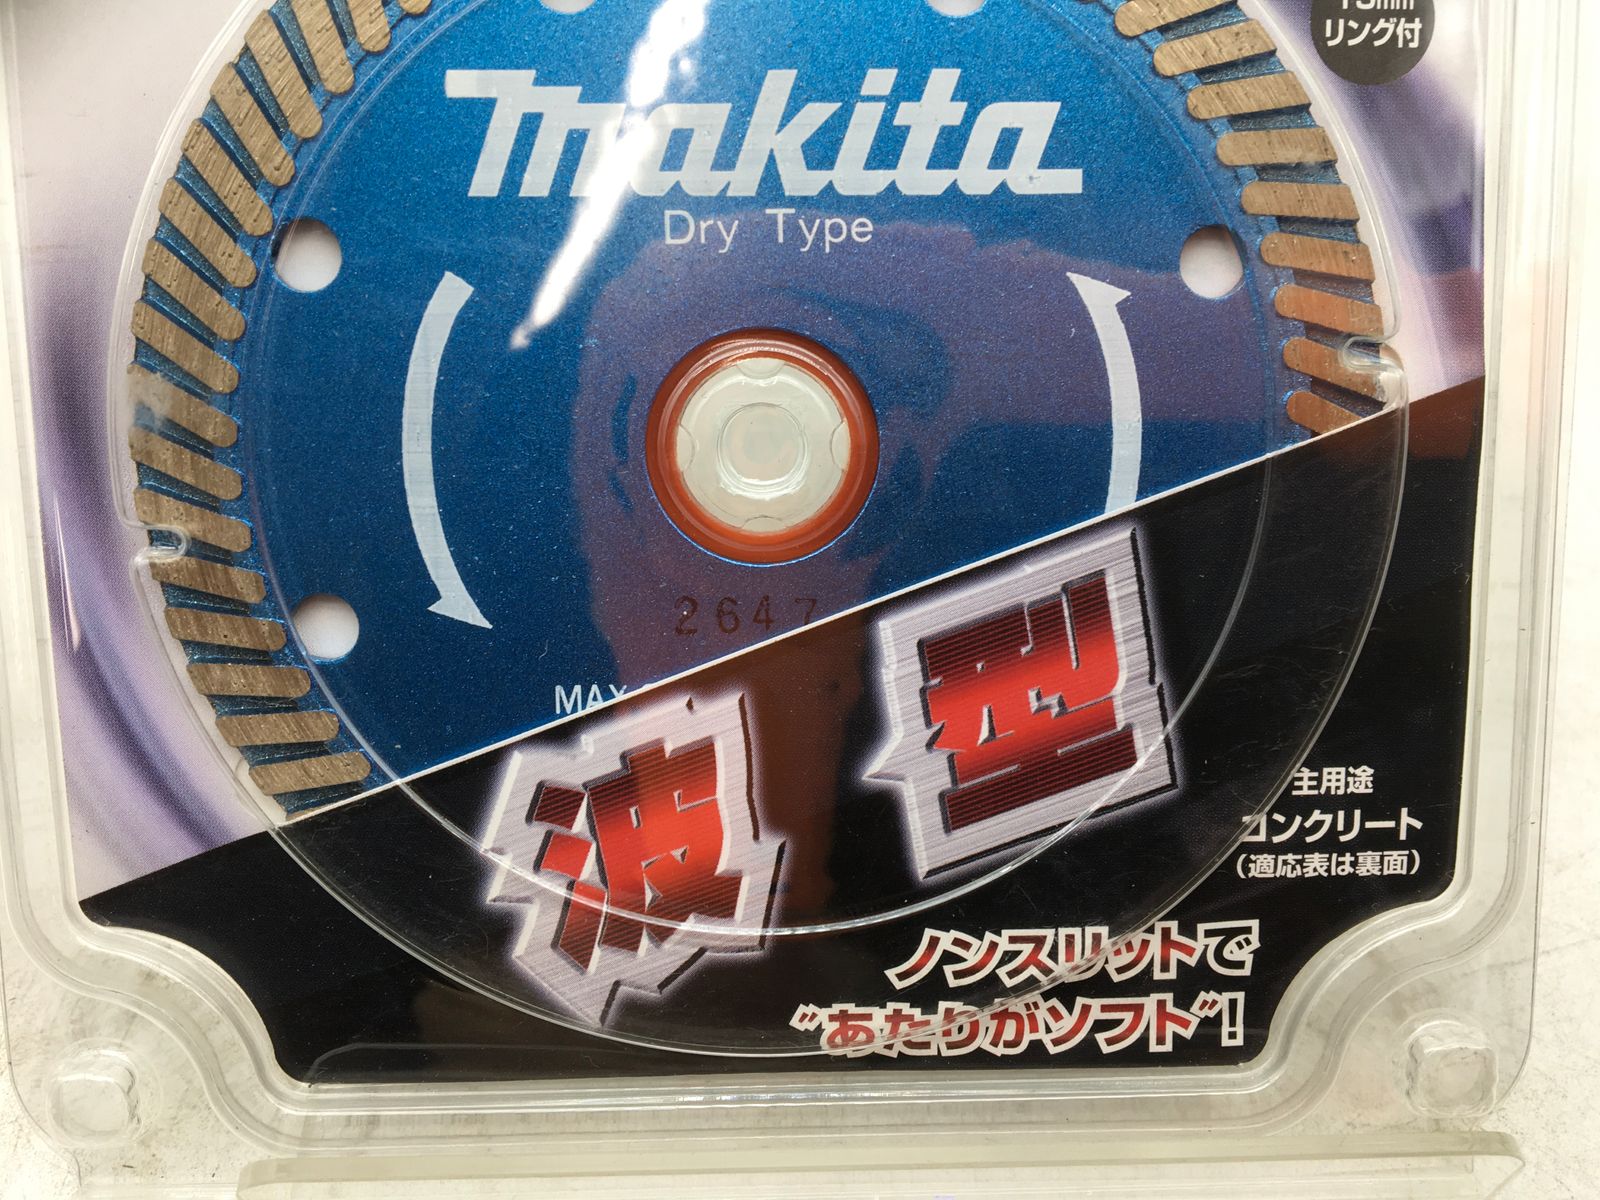 リング付
makita
Dry Type
2647
MAX
波型
主用途
コンクリート
(適応表は裏面)
ノンスリットで
"あたりがソフト"!